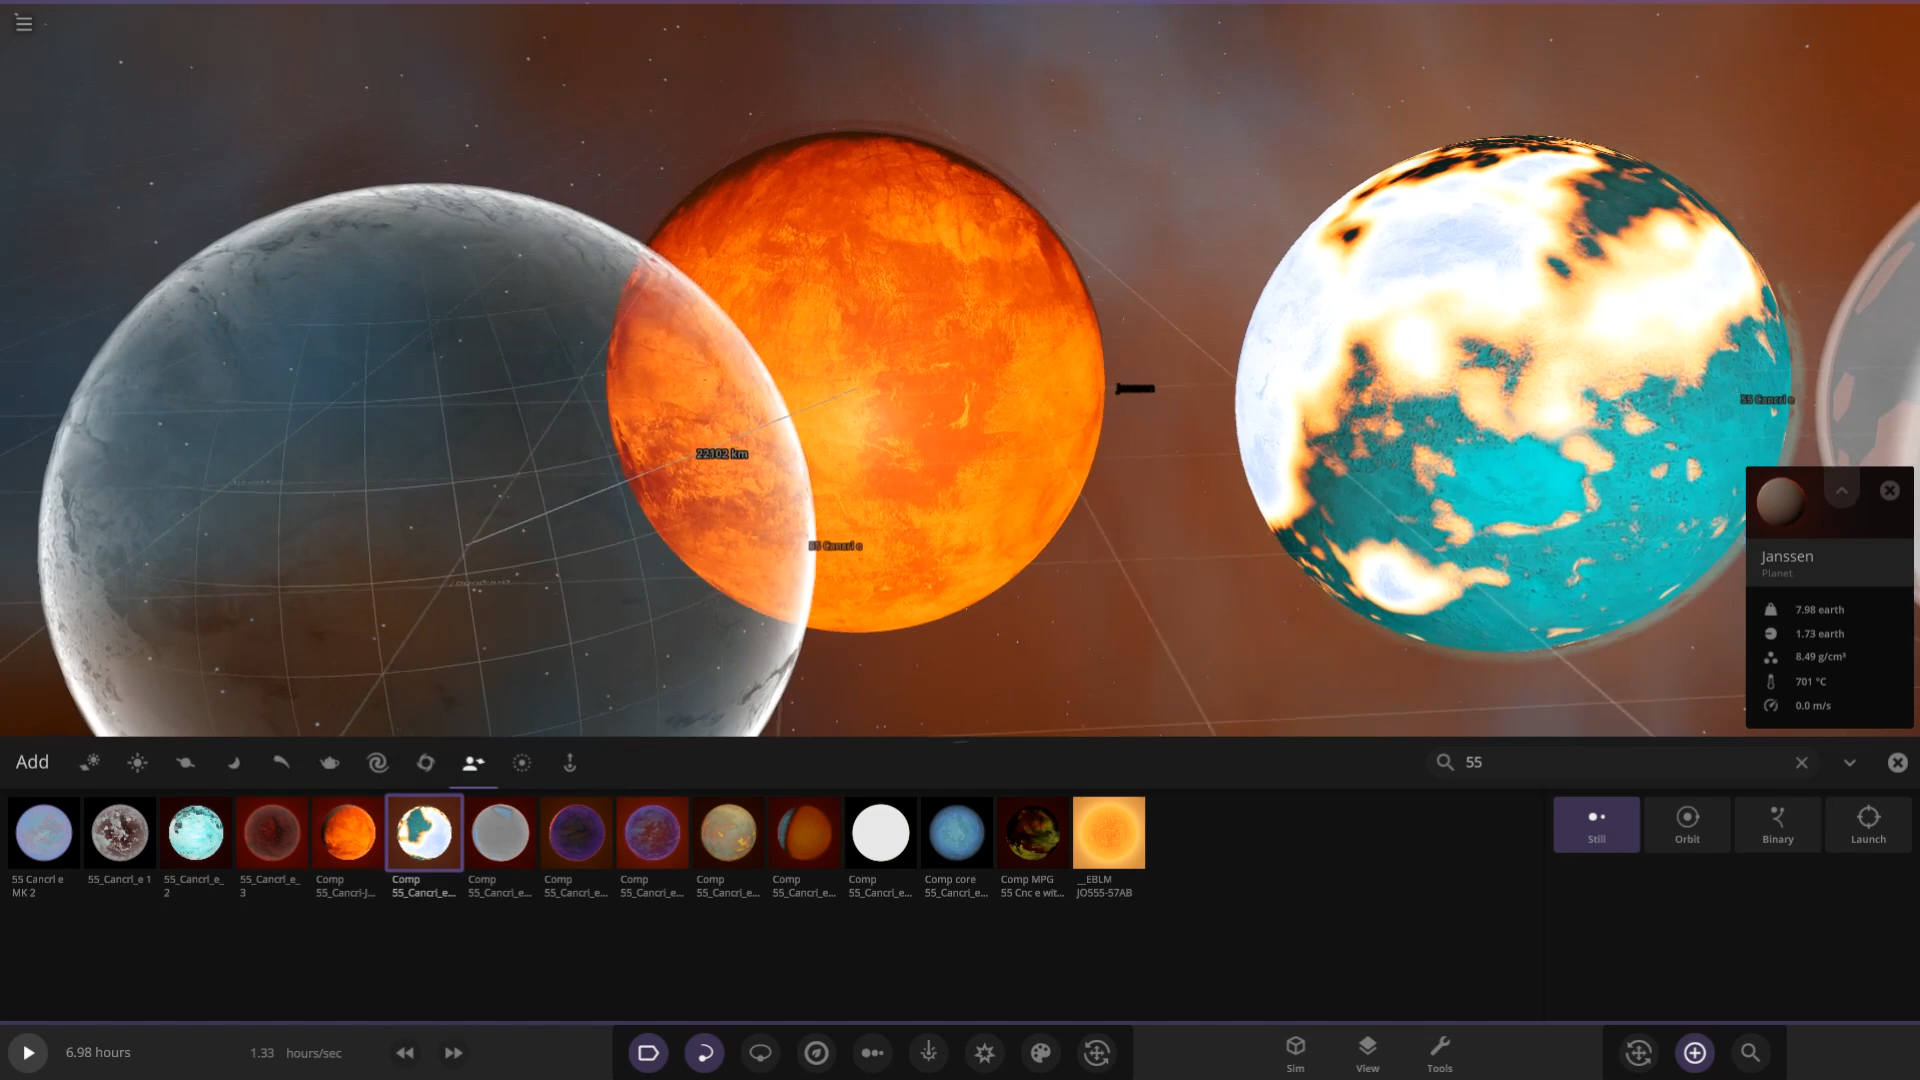 22102 km
55 Cancri e
55 Cancri e
Janssen
Planet
7.98 earth
1.73 earth
8.49 g/cm³
701 °C
0.0 m/s
Add
55
55 Cancri e
MK 2
55_Cancri_e 1
55_Cancri_e_
2
55_Cancri_e_
3
Comp
55_Cancri-J...
Comp
55_Cancri_e...
Comp
55_Cancri_e...
Comp
55_Cancri_e...
Comp
55_Cancri_e...
Comp
55_Cancri_e...
Comp
55_Cancri_e...
Comp
55_Cancri_e...
Comp core
55_Cancri_e...
Comp MPG
55 Cnc e wit...
__EBLM
JO555-57AB
Still
Orbit
Binary
Launch
6.98 hours
1.33 hours/sec
Sim
View
Tools